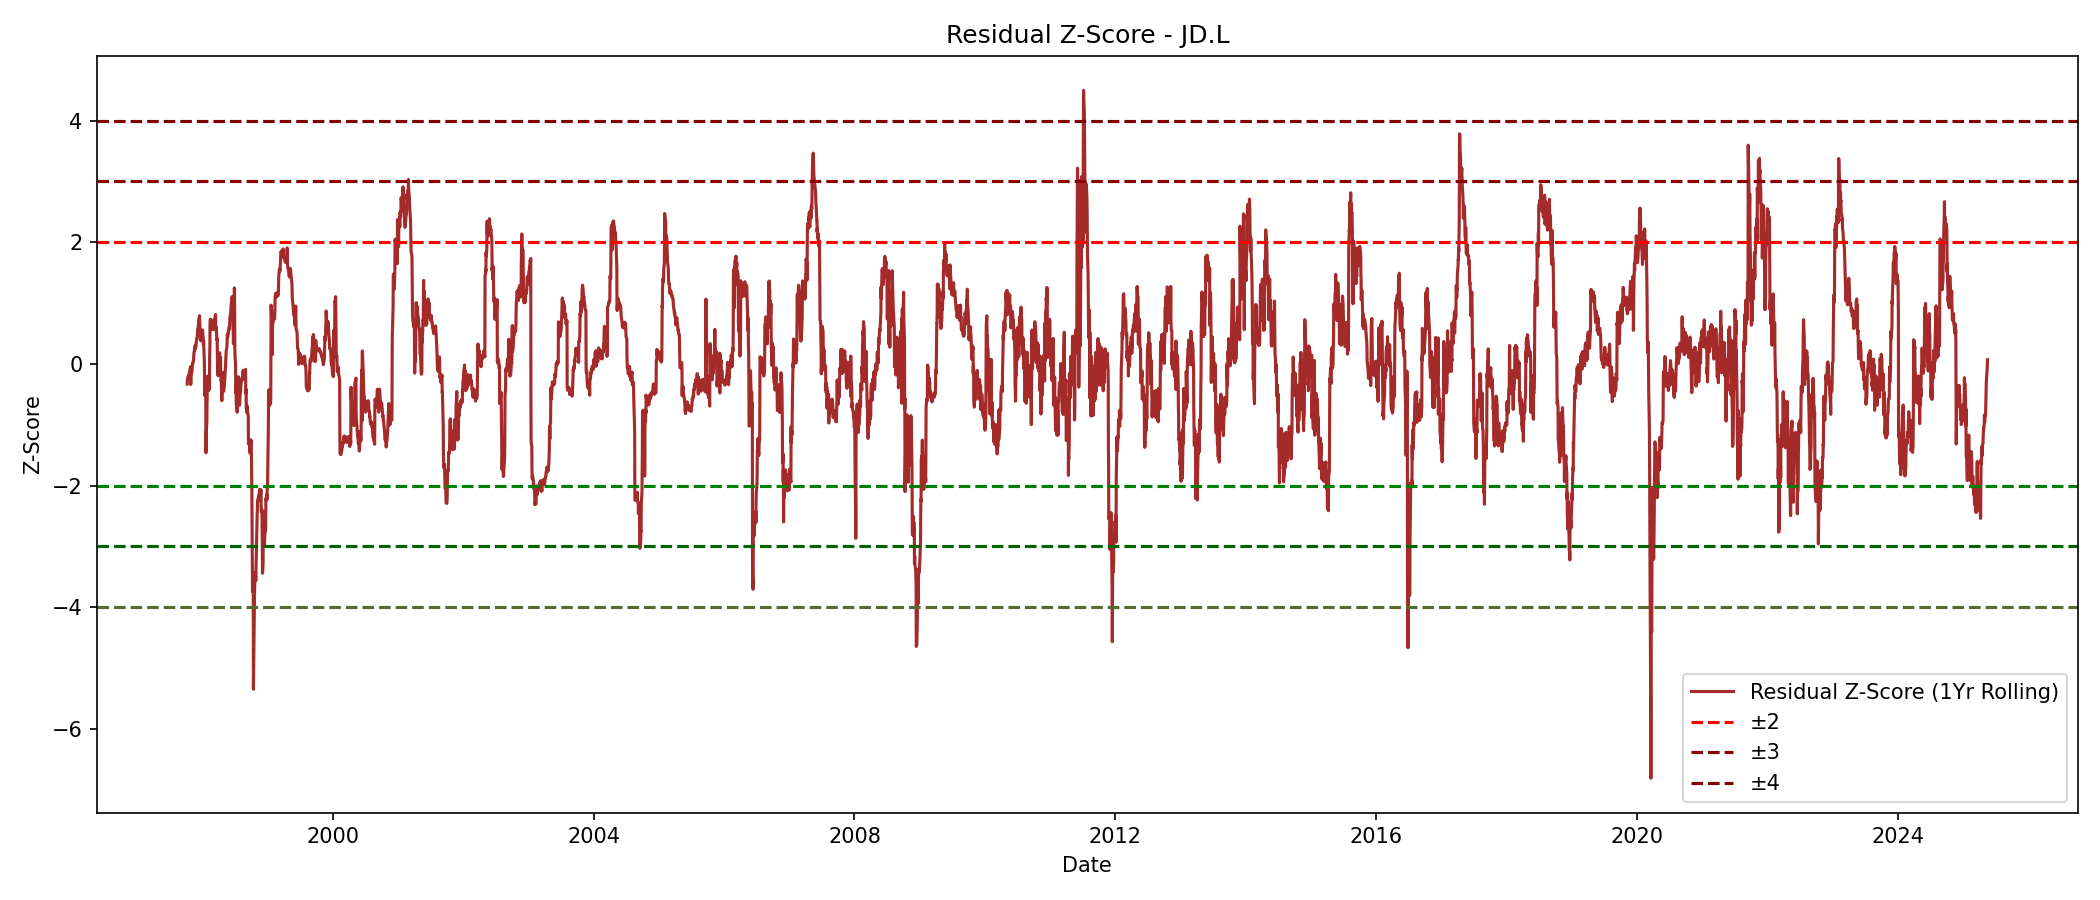 Residual Z-Score - JD.L
4
2
0
−2
−4
−6
Z-Score
2000 2004 2008 2012 2016 2020 2024
Date
Residual Z-Score (1Yr Rolling)
±2
±3
±4